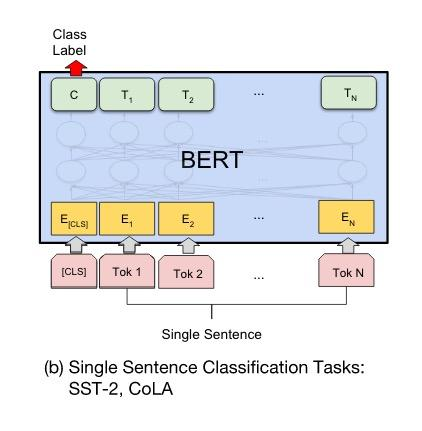 Class
Label
C T1 T2 ... TN
...
BERT
...
E[CLS] E1 E2 ... EN
[CLS] Tok 1 Tok 2 ... Tok N
Single Sentence
(b) Single Sentence Classification Tasks:
SST-2, CoLA